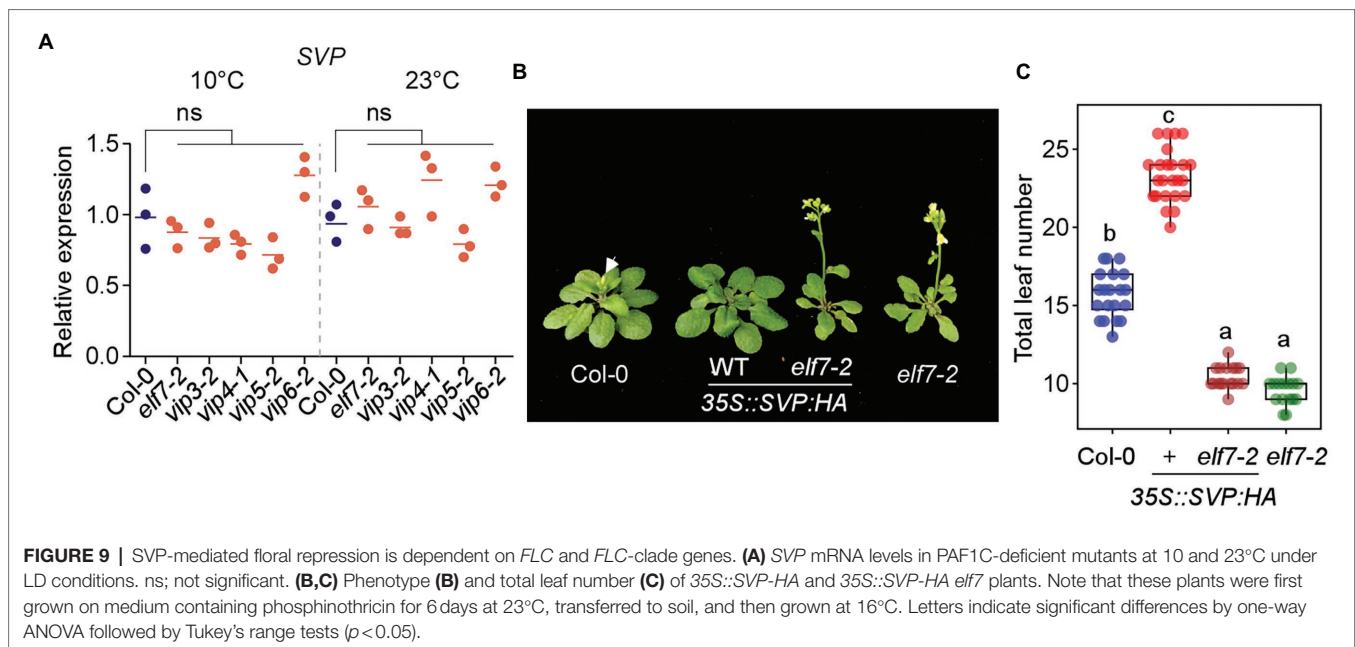 A
SVP
10°C 23°C
ns ns
Relative expression
1.5
1.0
0.5
0.0
Col-0
elf7-2
vip3-2
vip4-1
vip5-2
vip6-2
Col-0
elf7-2
vip3-2
vip4-1
vip5-2
vip6-2
B
Col-0 WT elf7-2 elf7-2
35S::SVP:HA
C
Total leaf number
25
20
15
10
b
c
a
a
Col-0 + elf7-2 elf7-2
35S::SVP:HA
FIGURE 9 | SVP-mediated floral repression is dependent on FLC and FLC-clade genes. (A) SVP mRNA levels in PAF1C-deficient mutants at 10 and 23°C under
LD conditions. ns; not significant. (B,C) Phenotype (B) and total leaf number (C) of 35S::SVP-HA and 35S::SVP-HA elf7 plants. Note that these plants were first
grown on medium containing phosphinothricin for 6 days at 23°C, transferred to soil, and then grown at 16°C. Letters indicate significant differences by one-way
ANOVA followed by Tukey's range tests (p < 0.05).